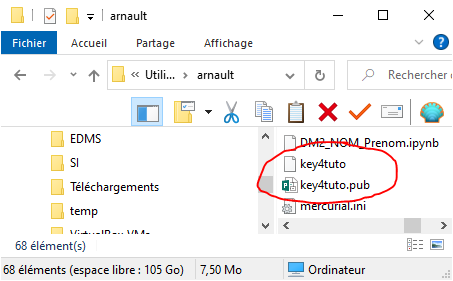 arnault
Fichier Accueil Partage Affichage
« Utili... > arnault
Rechercher d
EDMS
SI
Téléchargements
temp
VirtualBox VMs
DM2_NOM_Prenom.ipynb
key4tuto
key4tuto.pub
mercurial.ini
68 élément(s)
68 éléments (espace libre : 105 Go) 7,50 Mo Ordinateur